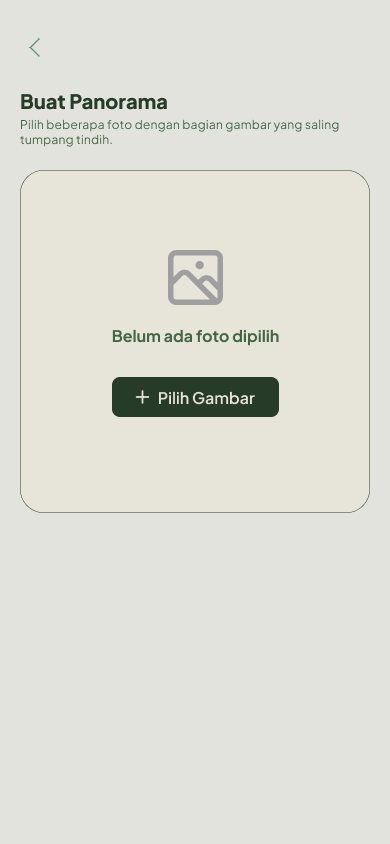 Buat Panorama
Pilih beberapa foto dengan bagian gambar yang saling
tumpang tindih.
Belum ada foto dipilih
Pilih Gambar